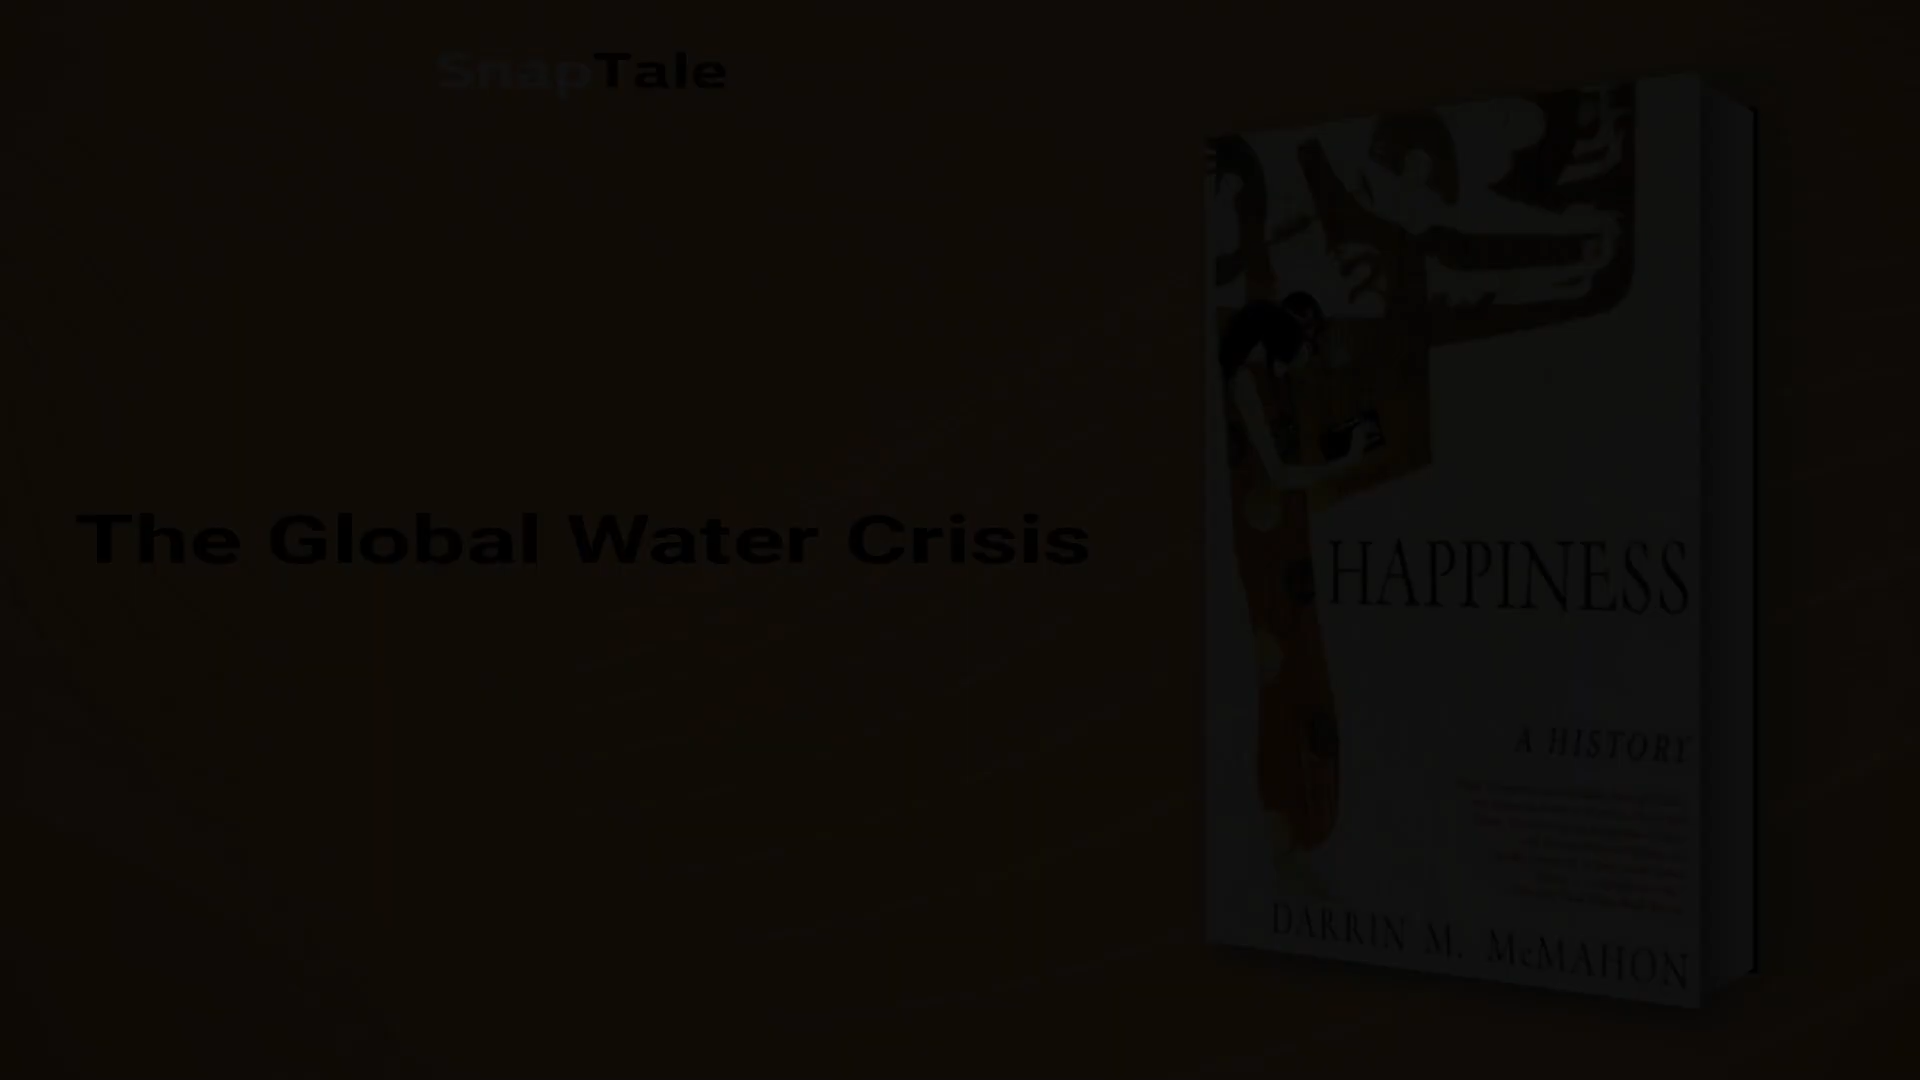 SnapTale
The Global Water Crisis
HAPPINESS
A HISTORY
DARRIN M. McMAHON